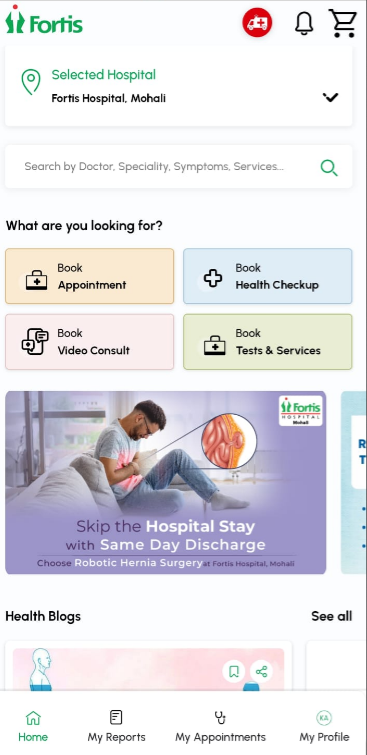 Fortis
Selected Hospital
Fortis Hospital, Mohali
Search by Doctor, Speciality, Symptoms, Services...
What are you looking for?
Book
Appointment
Book
Health Checkup
Book
Video Consult
Book
Tests & Services
Fortis
HOSPITAL
Mohali
Skip the Hospital Stay
with Same Day Discharge
Choose Robotic Hernia Surgery at Fortis Hospital, Mohali
R
T
Health Blogs
See all
Home
My Reports
My Appointments
KA
My Profile